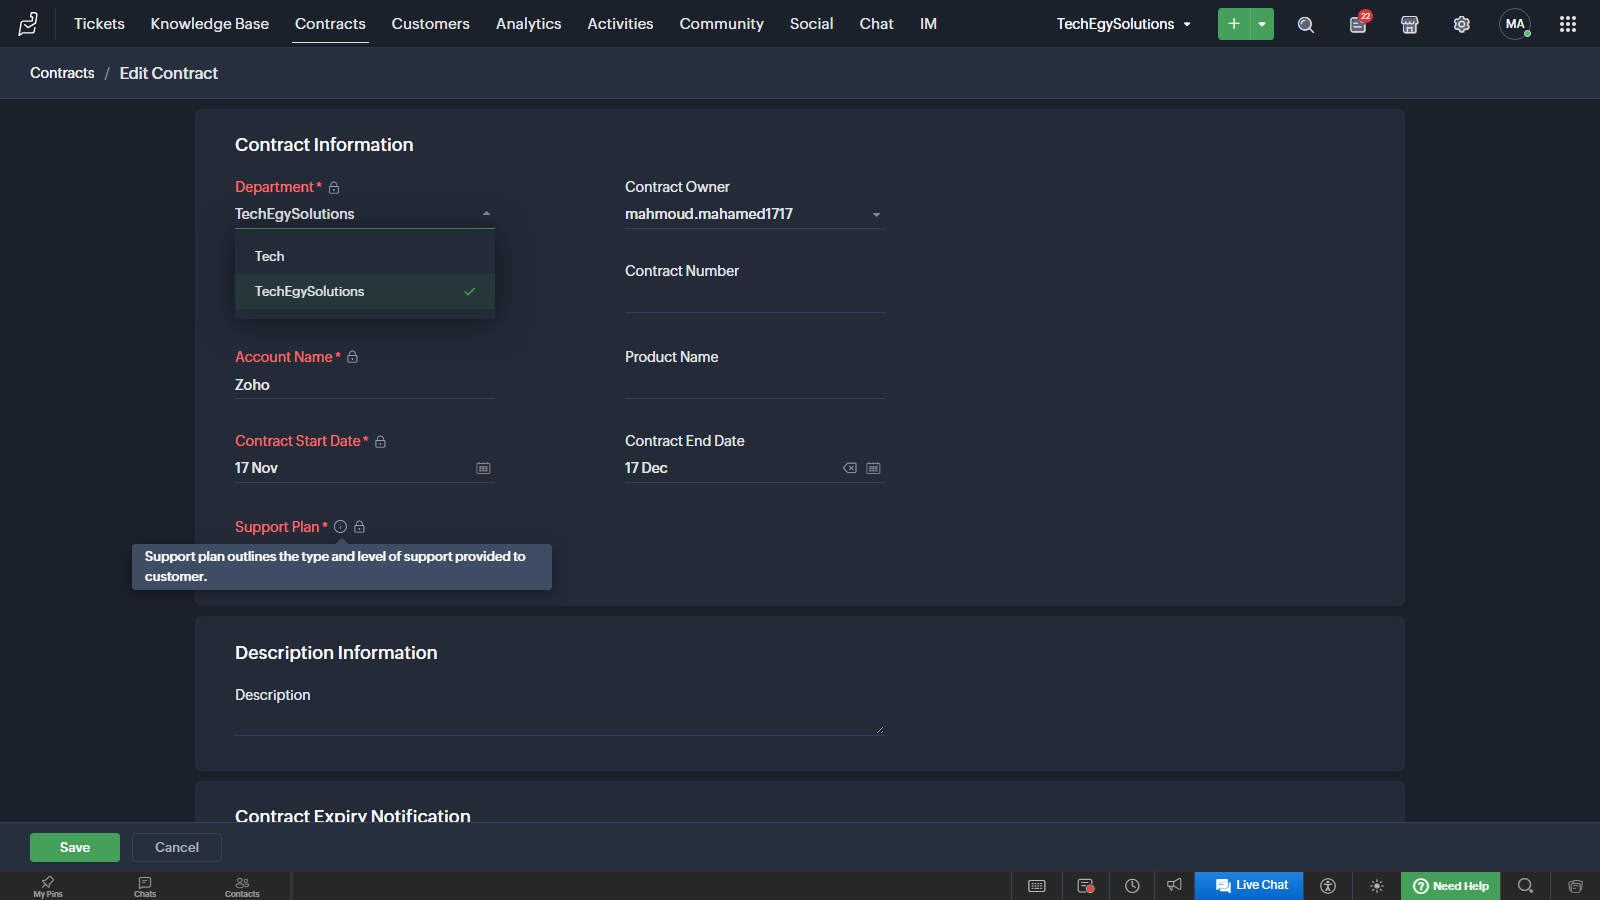 Tickets Knowledge Base Contracts Customers Analytics Activities Community Social Chat IM TechEgySolutions 22 MA
Contracts / Edit Contract
Contract Information
Department * Contract Owner
TechEgySolutions mahmoud.mahamed1717
Tech
Contract Number
TechEgySolutions
Account Name * Product Name
Zoho
Contract Start Date * Contract End Date
17 Nov 17 Dec
Support Plan *
Support plan outlines the type and level of support provided to
customer.
Description Information
Description
Contract Expiry Notification
Save Cancel
My Pins Chats Contacts Live Chat Need Help